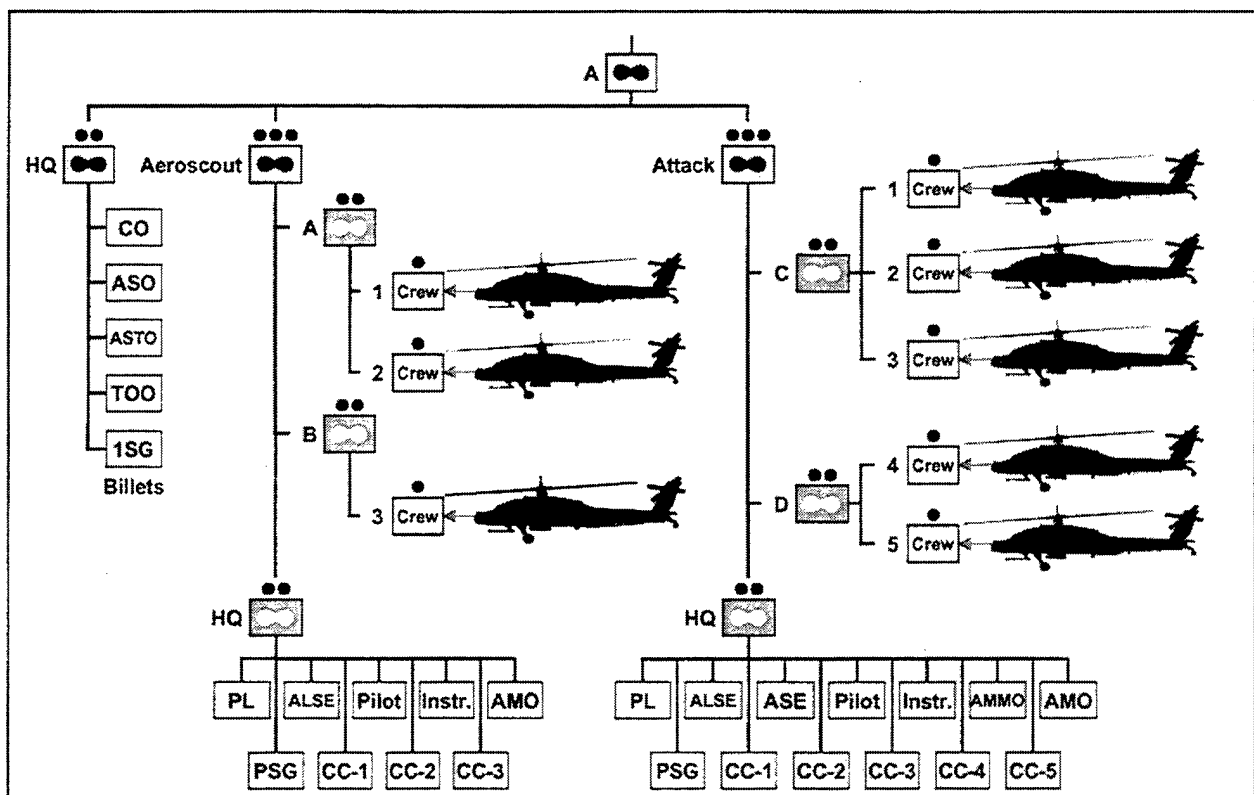 A
HQ
Aeroscout
Attack
CO
ASO
ASTO
TOO
1SG
Billets
A
1 Crew
2 Crew
B
3 Crew
C
1 Crew
2 Crew
3 Crew
D
4 Crew
5 Crew
HQ
PL ALSE Pilot Instr. AMO
PSG CC-1 CC-2 CC-3
HQ
PL ALSE ASE Pilot Instr. AMMO AMO
PSG CC-1 CC-2 CC-3 CC-4 CC-5